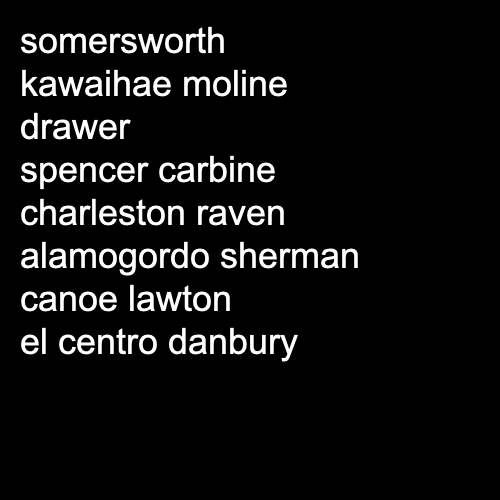 somersworth
kawaihae moline
drawer
spencer carbine
charleston raven
alamogordo sherman
canoe lawton
el centro danbury